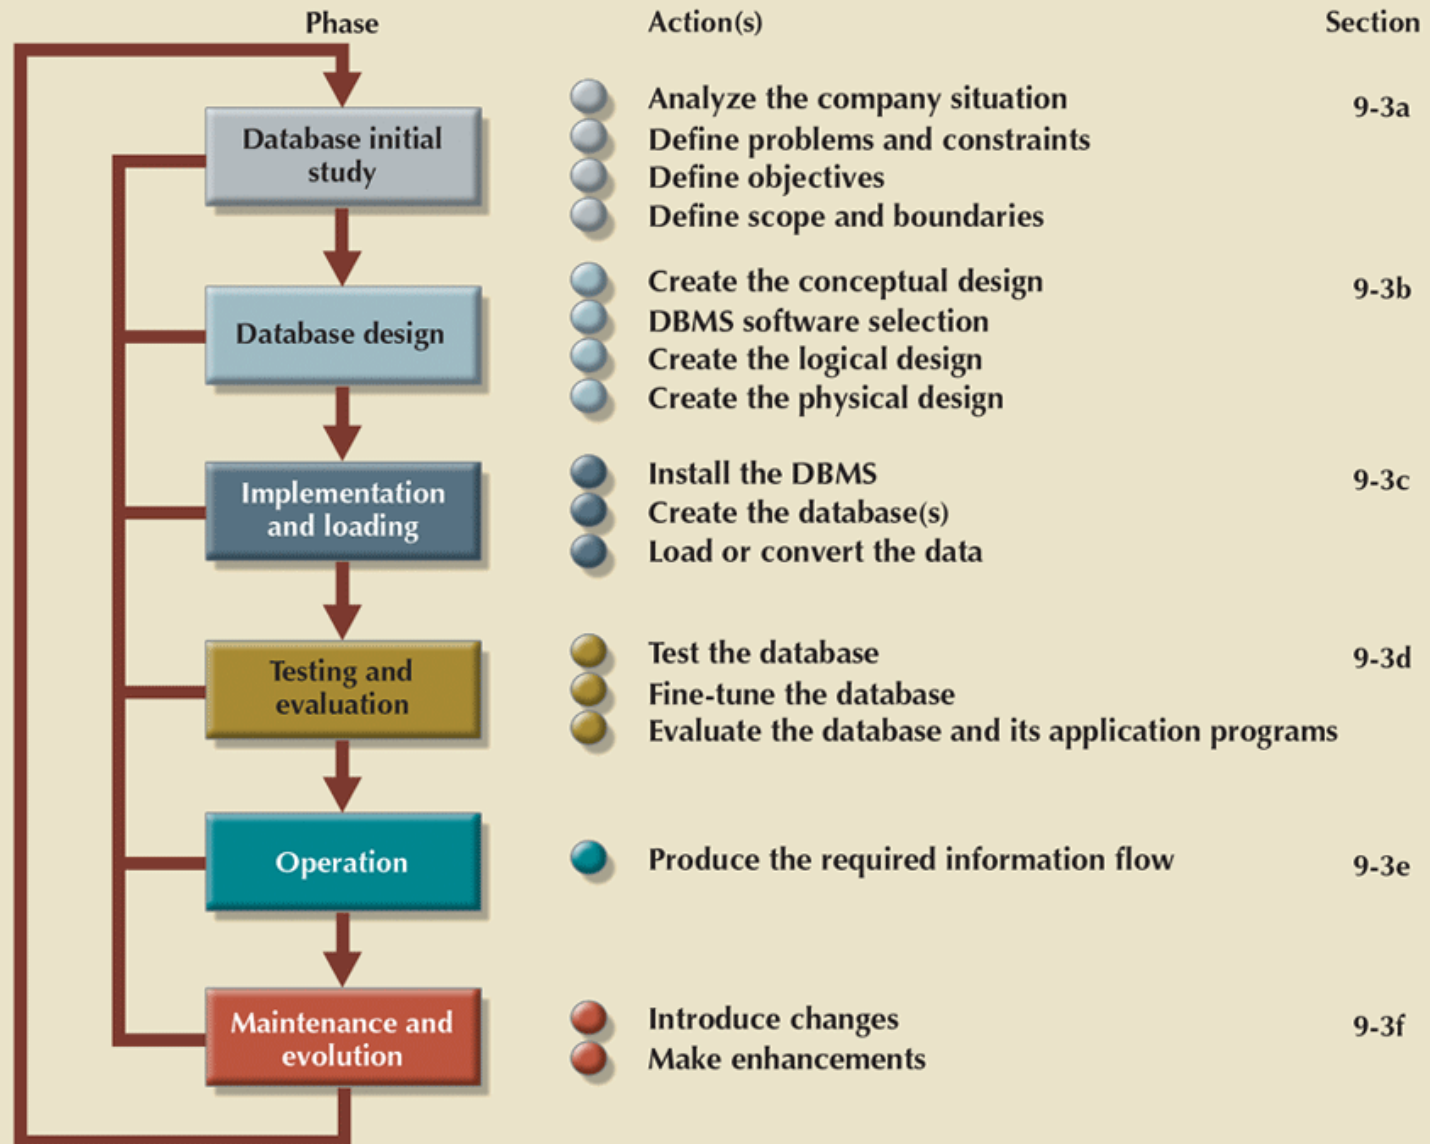 Phase Action(s) Section
Database initial
study
Analyze the company situation 9-3a
Define problems and constraints
Define objectives
Define scope and boundaries
Database design
Create the conceptual design 9-3b
DBMS software selection
Create the logical design
Create the physical design
Implementation
and loading
Install the DBMS 9-3c
Create the database(s)
Load or convert the data
Testing and
evaluation
Test the database 9-3d
Fine-tune the database
Evaluate the database and its application programs
Operation
Produce the required information flow 9-3e
Maintenance and
evolution
Introduce changes 9-3f
Make enhancements